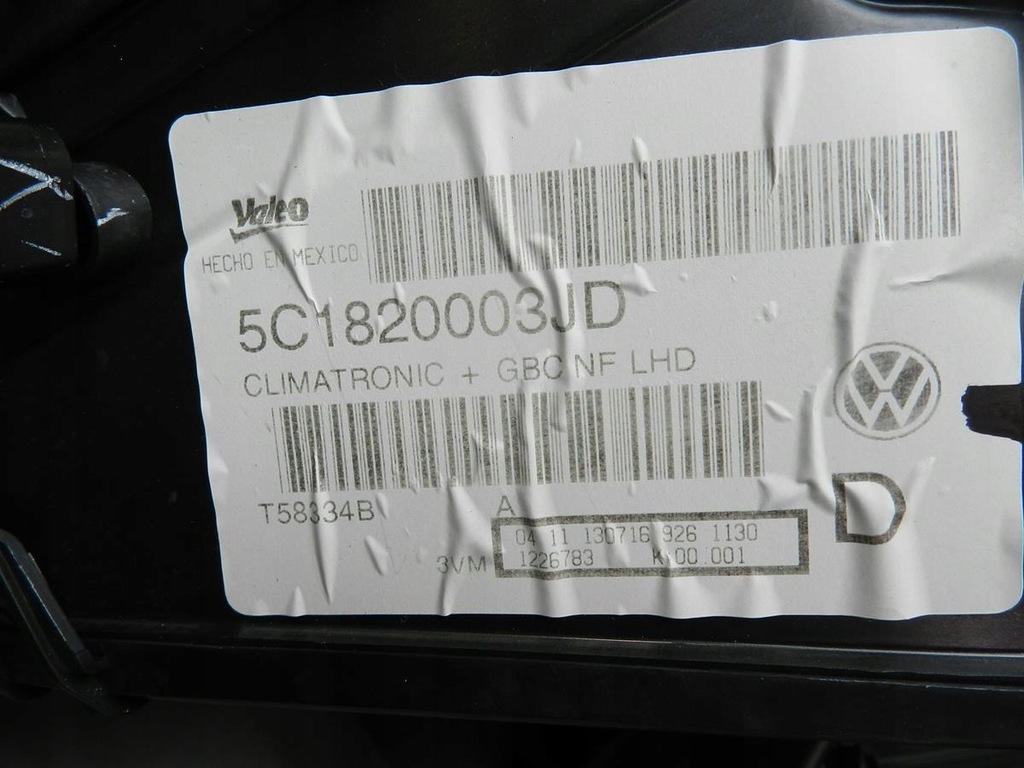 Valeo
HECHO EN MEXICO
5C1820003JD
CLIMATRONIC + GBC NF LHD
VW
T58334B
A
D
04 11 130716 926 1130
3VM
1226783 K 00.001